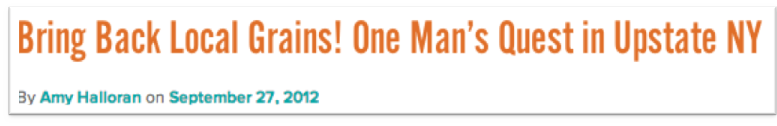 Bring Back Local Grains! One Man's Quest in Upstate NY
By Amy Halloran on September 27, 2012